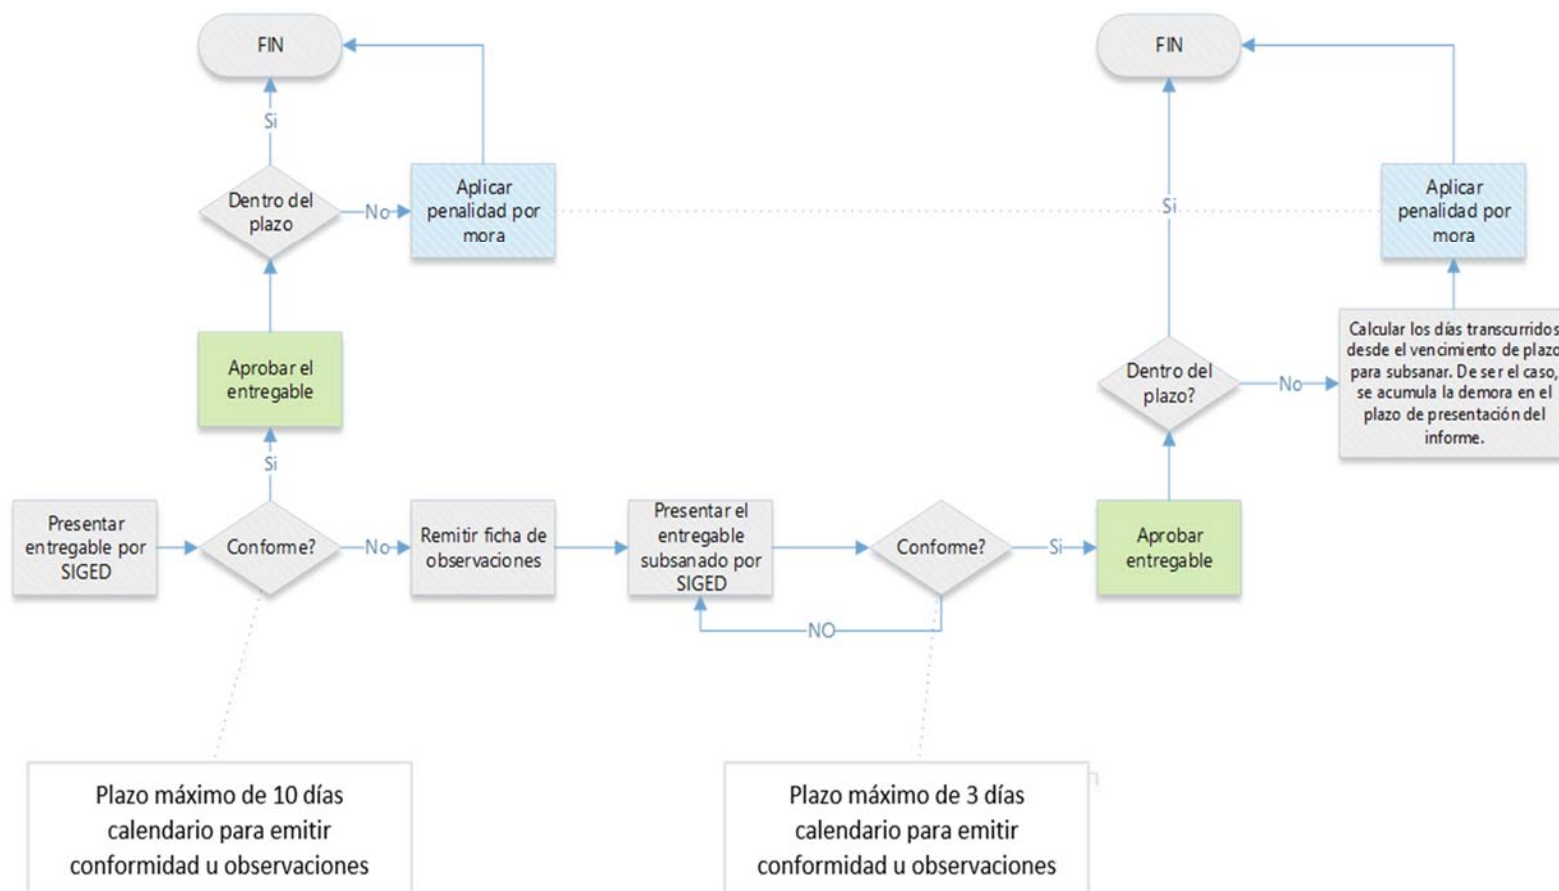 FIN
FIN
Si
Dentro del
plazo
No
Aplicar
penalidad por
mora
Si
Aplicar
penalidad por
mora
Aprobar el
entregable
Dentro del
plazo?
No
Calcular los días transcurridos
desde el vencimiento de plazo
para subsanar. De ser el caso,
se acumula la demora en el
plazo de presentación del
informe.
Si
Presentar
entregable por
SIGED
Conforme?
No
Remitir ficha de
observaciones
Presentar el
entregable
subsanado por
SIGED
Conforme?
Si
Aprobar
entregable
NO
Plazo máximo de 10 días
calendario para emitir
conformidad u observaciones
Plazo máximo de 3 días
calendario para emitir
conformidad u observaciones